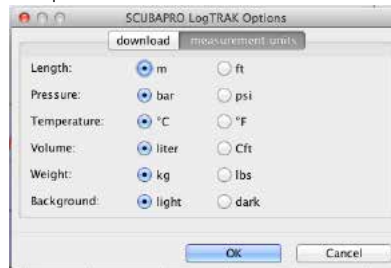 SCUBAPRO LogTRAK Options
download measurement units
Length: m ft
Pressure: bar psi
Temperature: °C °F
Volume: liter Cft
Weight: kg lbs
Background: light dark
OK Cancel